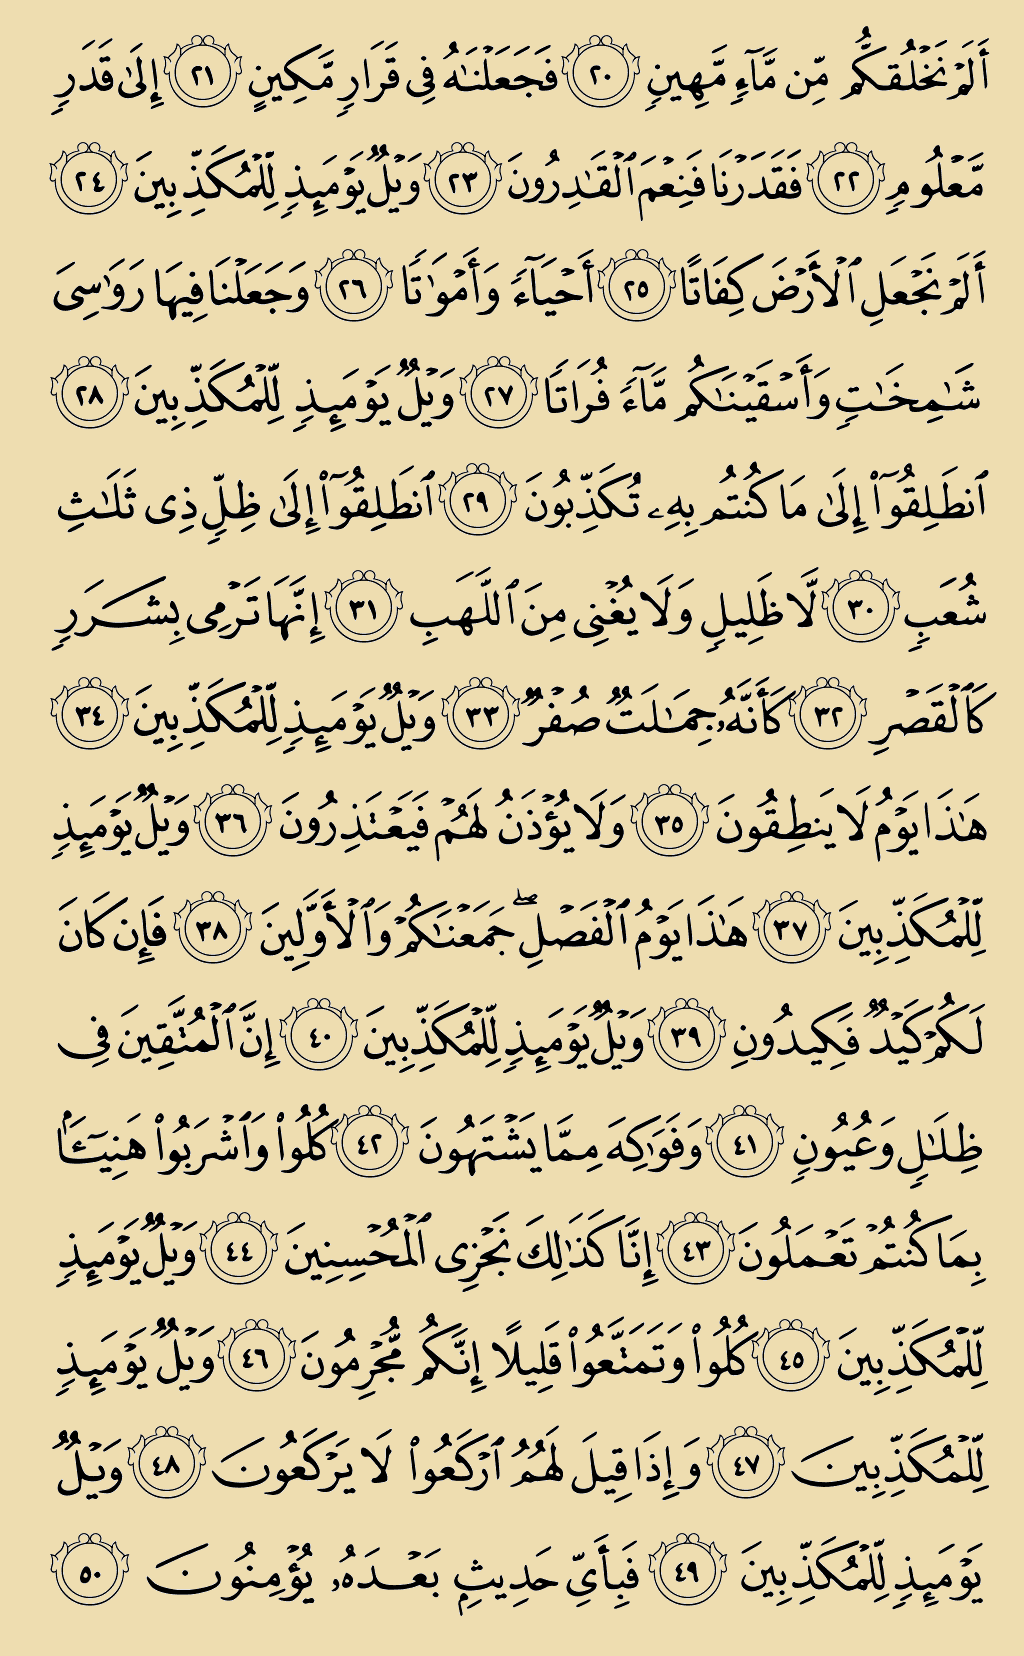 أَلَمۡ نَخۡلُقكُّم مِّن مَّآءٖ مَّهِينٖ ٢٠ فَجَعَلۡنَٰهُ فِي قَرَارٖ مَّكِينٍ ٢١ إِلَىٰ قَدَرٖ
مَّعۡلُومٖ ٢٢ فَقَدَرۡنَا فَنِعۡمَ ٱلۡقَٰدِرُونَ ٢٣ وَيۡلٞ يَوۡمَئِذٖ لِّلۡمُكَذِّبِينَ ٢٤
أَلَمۡ نَجۡعَلِ ٱلۡأَرۡضَ كِفَاتًا ٢٥ أَحۡيَآءٗ وَأَمۡوَٰتٗا ٢٦ وَجَعَلۡنَا فِيهَا رَوَٰسِيَ
شَٰمِخَٰتٖ وَأَسۡقَيۡنَٰكُم مَّآءٗ فُرَاتٗا ٢٧ وَيۡلٞ يَوۡمَئِذٖ لِّلۡمُكَذِّبِينَ ٢٨
ٱنطَلِقُوٓاْ إِلَىٰ مَا كُنتُم بِهِۦ تُكَذِّبُونَ ٢٩ ٱنطَلِقُوٓاْ إِلَىٰ ظِلّٖ ذِي ثَلَٰثِ
شُعَبٖ ٣٠ لَّا ظَلِيلٖ وَلَا يُغۡنِي مِنَ ٱللَّهَبِ ٣١ إِنَّهَا تَرۡمِي بِشَرَرٖ
كَٱلۡقَصۡرِ ٣٢ كَأَنَّهُۥ جِمَٰلَتٞ صُفۡرٞ ٣٣ وَيۡلٞ يَوۡمَئِذٖ لِّلۡمُكَذِّبِينَ ٣٤
هَٰذَا يَوۡمُ لَا يَنطِقُونَ ٣٥ وَلَا يُؤۡذَنُ لَهُمۡ فَيَعۡتَذِرُونَ ٣٦ وَيۡلٞ يَوۡمَئِذٖ
لِّلۡمُكَذِّبِينَ ٣٧ هَٰذَا يَوۡمُ ٱلۡفَصۡلِۖ جَمَعۡنَٰكُمۡ وَٱلۡأَوَّلِينَ ٣٨ فَإِن كَانَ
لَكُمۡ كَيۡدٞ فَكِيدُونِ ٣٩ وَيۡلٞ يَوۡمَئِذٖ لِّلۡمُكَذِّبِينَ ٤٠ إِنَّ ٱلۡمُتَّقِينَ فِي
ظِلَٰلٖ وَعُيُونٖ ٤١ وَفَوَٰكِهَ مِمَّا يَشۡتَهُونَ ٤٢ كُلُواْ وَٱشۡرَبُواْ هَنِيٓـَٔۢا
بِمَا كُنتُمۡ تَعۡمَلُونَ ٤٣ إِنَّا كَذَٰلِكَ نَجۡزِي ٱلۡمُحۡسِنِينَ ٤٤ وَيۡلٞ يَوۡمَئِذٖ
لِّلۡمُكَذِّبِينَ ٤٥ كُلُواْ وَتَمَتَّعُواْ قَلِيلًا إِنَّكُم مُّجۡرِمُونَ ٤٦ وَيۡلٞ يَوۡمَئِذٖ
لِّلۡمُكَذِّبِينَ ٤٧ وَإِذَا قِيلَ لَهُمُ ٱرۡكَعُواْ لَا يَرۡكَعُونَ ٤٨ وَيۡلٞ
يَوۡمَئِذٖ لِّلۡمُكَذِّبِينَ ٤٩ فَبِأَيِّ حَدِيثِۭ بَعۡدَهُۥ يُؤۡمِنُونَ ٥٠